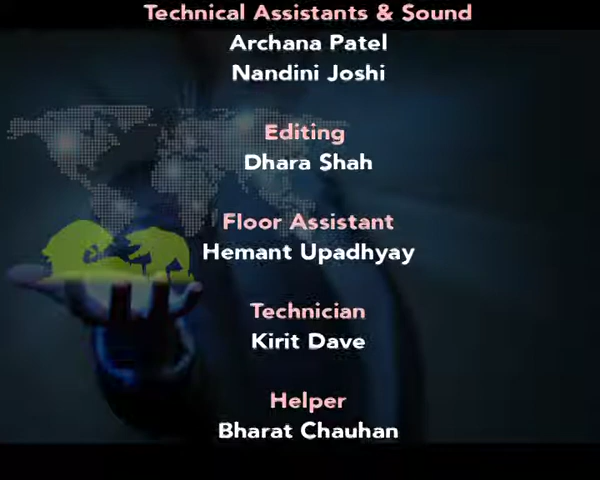 Technical Assistants & Sound
Archana Patel
Nandini Joshi
Editing
Dhara Shah
Floor Assistant
Hemant Upadhyay
Technician
Kirit Dave
Helper
Bharat Chauhan